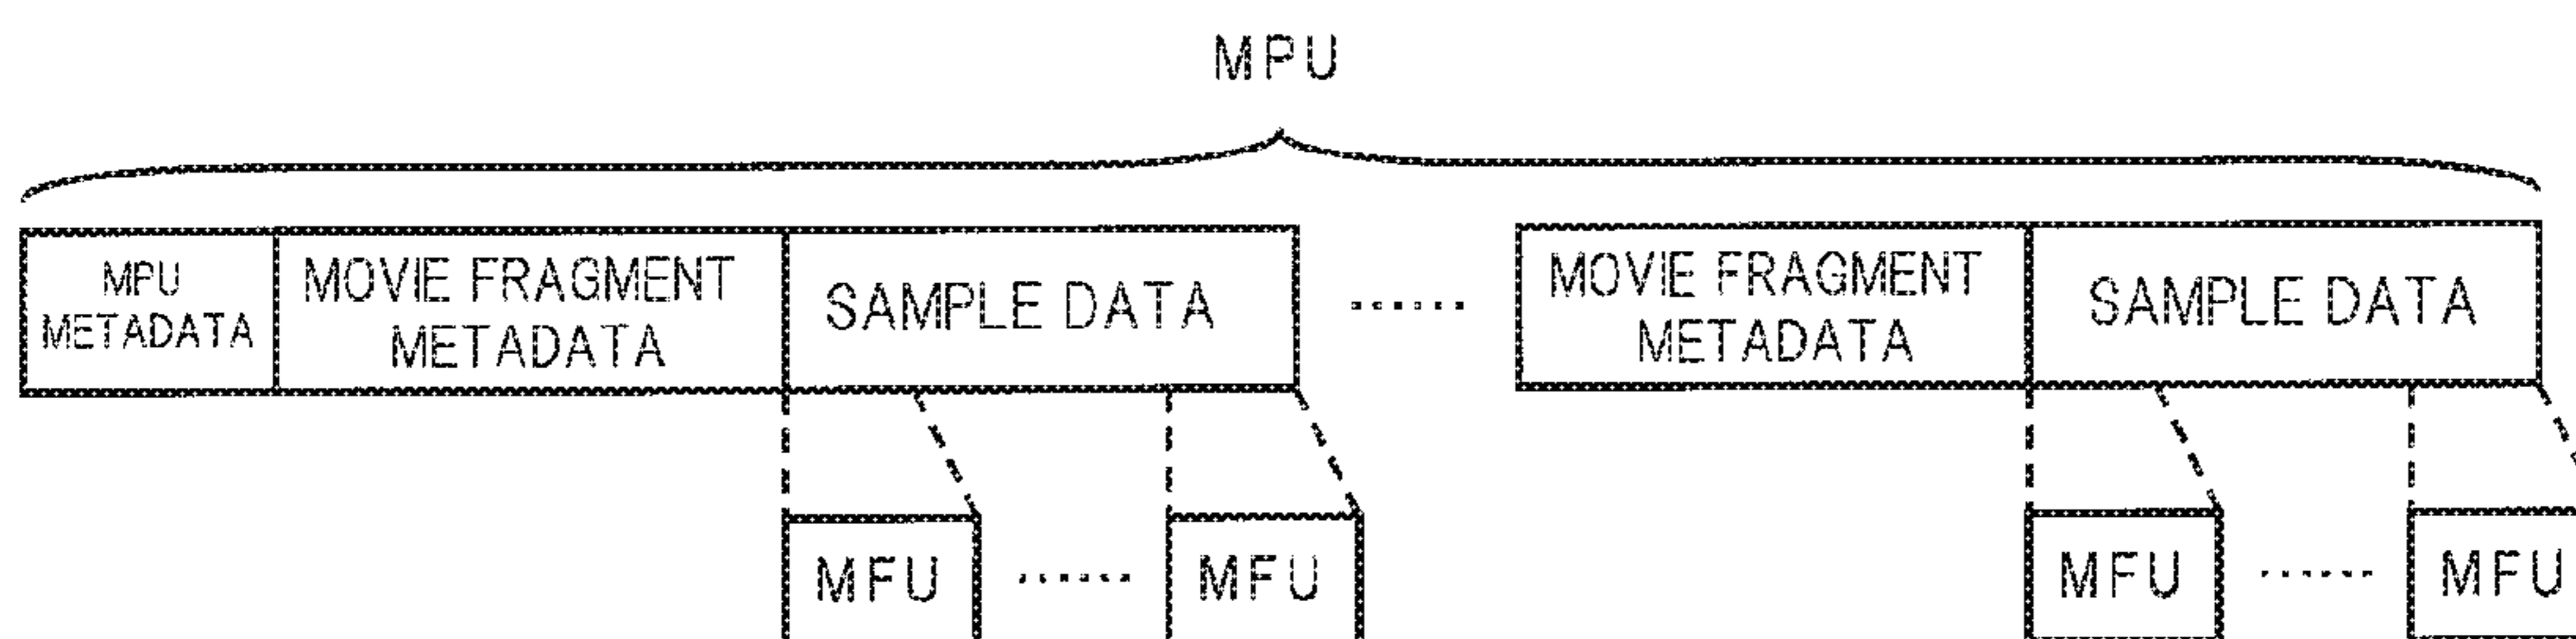 MPU
MPU
METADATA
MOVIE FRAGMENT
METADATA
SAMPLE DATA
......
MOVIE FRAGMENT
METADATA
SAMPLE DATA
MFU
......
MFU
MFU
......
MFU